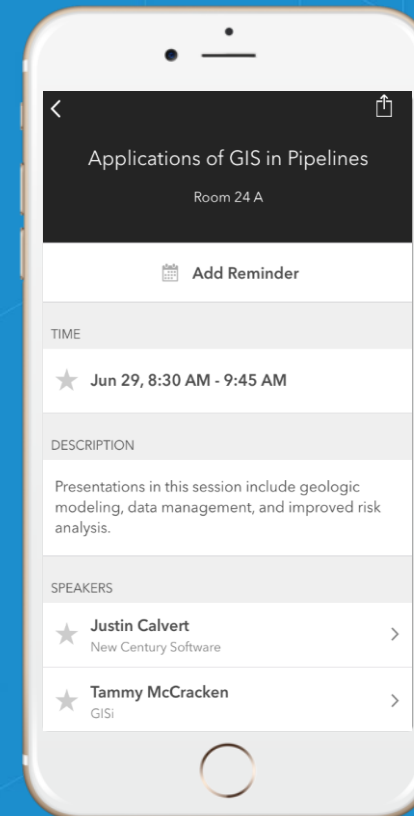 Applications of GIS in Pipelines
Room 24 A
Add Reminder
TIME
Jun 29, 8:30 AM - 9:45 AM
DESCRIPTION
Presentations in this session include geologic
modeling, data management, and improved risk
analysis.
SPEAKERS
Justin Calvert
New Century Software
Tammy McCracken
GISi